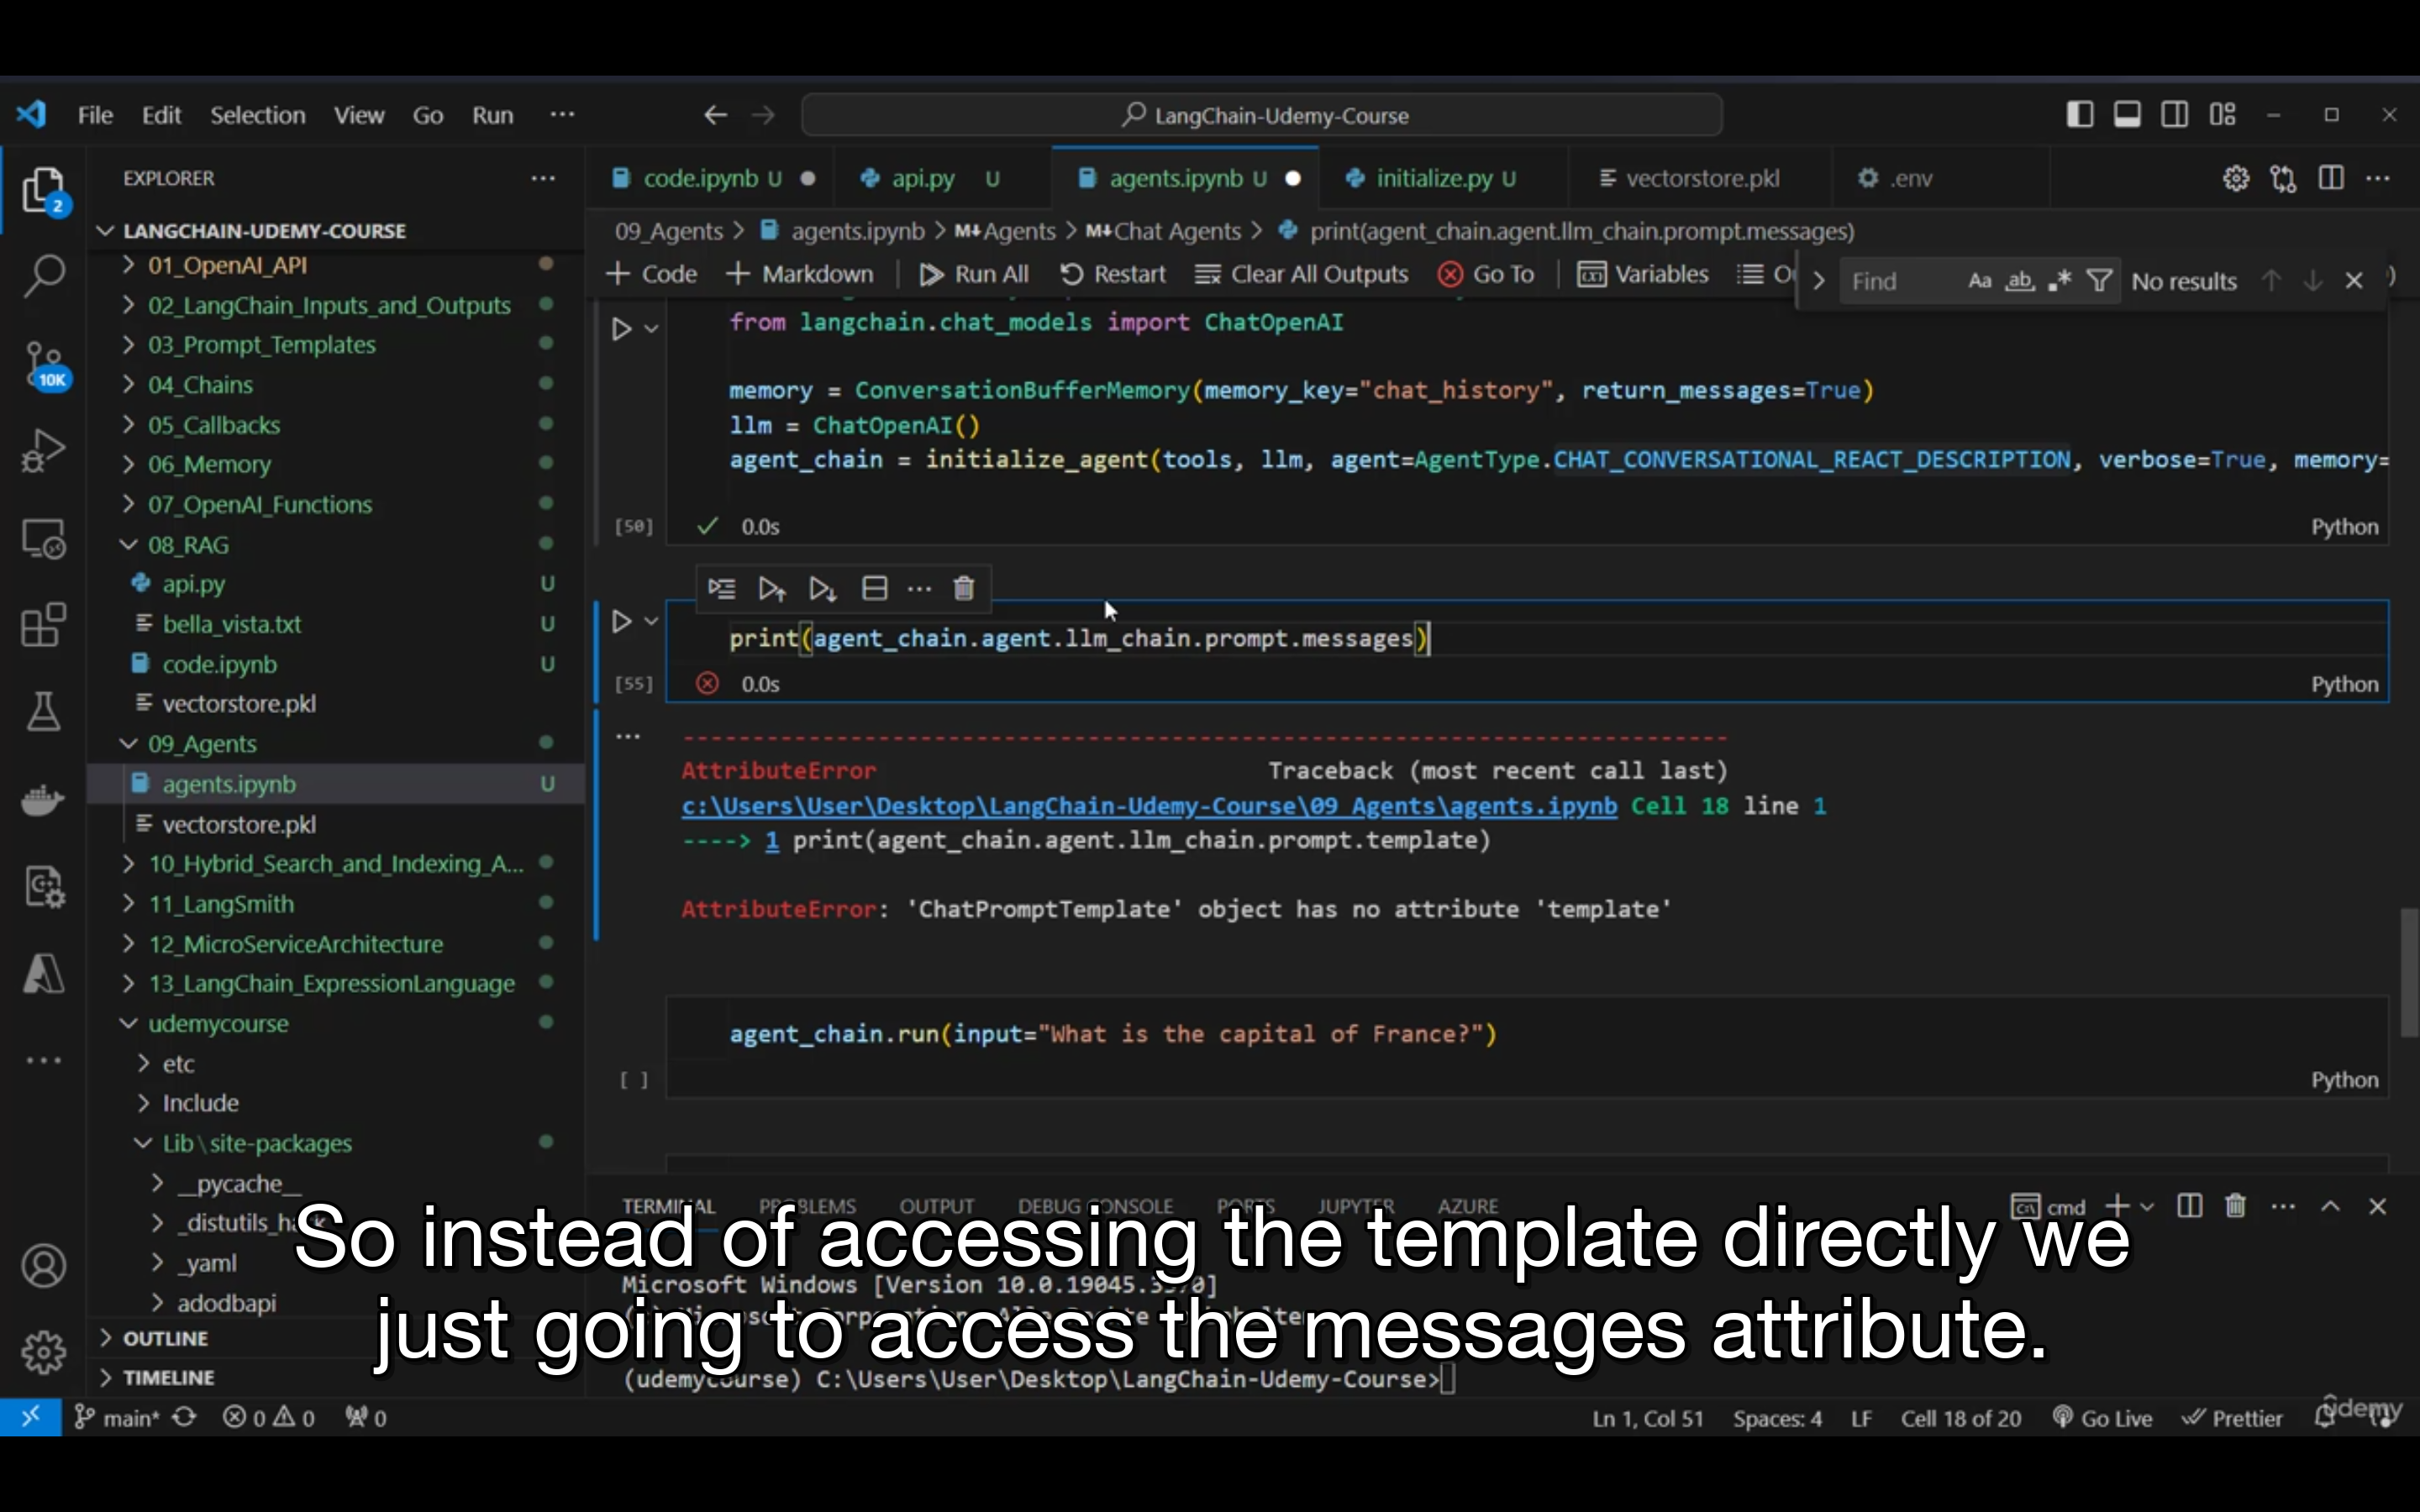 File Edit Selection View Go Run ···
LangChain-Udemy-Course
EXPLORER
code.ipynb U
api.py U
agents.ipynb U
initialize.py U
vectorstore.pkl
.env
LANGCHAIN-UDEMY-COURSE
09_Agents > agents.ipynb > M↓Agents > M↓Chat Agents > print(agent_chain.agent.llm_chain.prompt.messages)
+ Code + Markdown Run All Restart Clear All Outputs Go To Variables
Find Aa ab No results
01_OpenAI_API
02_LangChain_Inputs_and_Outputs
03_Prompt_Templates
04_Chains
05_Callbacks
06_Memory
07_OpenAI_Functions
08_RAG
api.py U
bella_vista.txt U
code.ipynb U
vectorstore.pkl
09_Agents
agents.ipynb U
vectorstore.pkl
10_Hybrid_Search_and_Indexing_A...
11_LangSmith
12_MicroServiceArchitecture
13_LangChain_ExpressionLanguage
udemycourse
etc
Include
Lib\site-packages
__pycache__
_yaml
adodbapi
OUTLINE
TIMELINE
2
10K
from langchain.chat_models import ChatOpenAI
memory = ConversationBufferMemory(memory_key="chat_history", return_messages=True)
llm = ChatOpenAI()
agent_chain = initialize_agent(tools, llm, agent=AgentType.CHAT_CONVERSATIONAL_REACT_DESCRIPTION, verbose=True, memory=
[50] 0.0s Python
print(agent_chain.agent.llm_chain.prompt.messages)
[55] 0.0s Python
---------------------------------------------------------------------------
AttributeError Traceback (most recent call last)
c:\Users\User\Desktop\LangChain-Udemy-Course\09_Agents\agents.ipynb Cell 18 line 1
----> 1 print(agent_chain.agent.llm_chain.prompt.template)
AttributeError: 'ChatPromptTemplate' object has no attribute 'template'
agent_chain.run(input="What is the capital of France?")
[ ] Python
TERMINAL PROBLEMS OUTPUT DEBUG CONSOLE PORTS JUPYTER AZURE
cmd
So instead of accessing the template directly we
just going to access the messages attribute.
Microsoft Windows [Version
(udemycourse) C:\Users\User\Desktop\LangChain-Udemy-Course>
main* 0 0 0
Ln 1, Col 51 Spaces: 4 LF Cell 18 of 20 Go Live Prettier
ûdemy